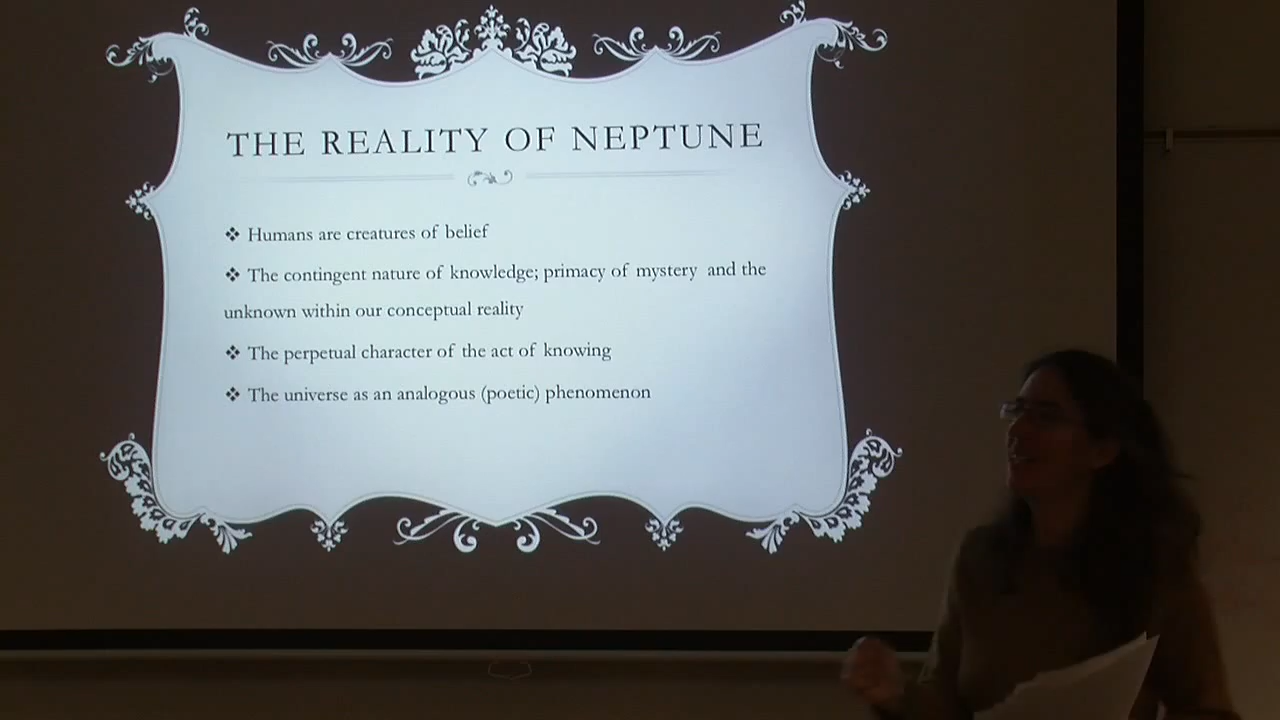 THE REALITY OF NEPTUNE
❖ Humans are creatures of belief
❖ The contingent nature of knowledge; primacy of mystery and the
unknown within our conceptual reality
❖ The perpetual character of the act of knowing
❖ The universe as an analogous (poetic) phenomenon